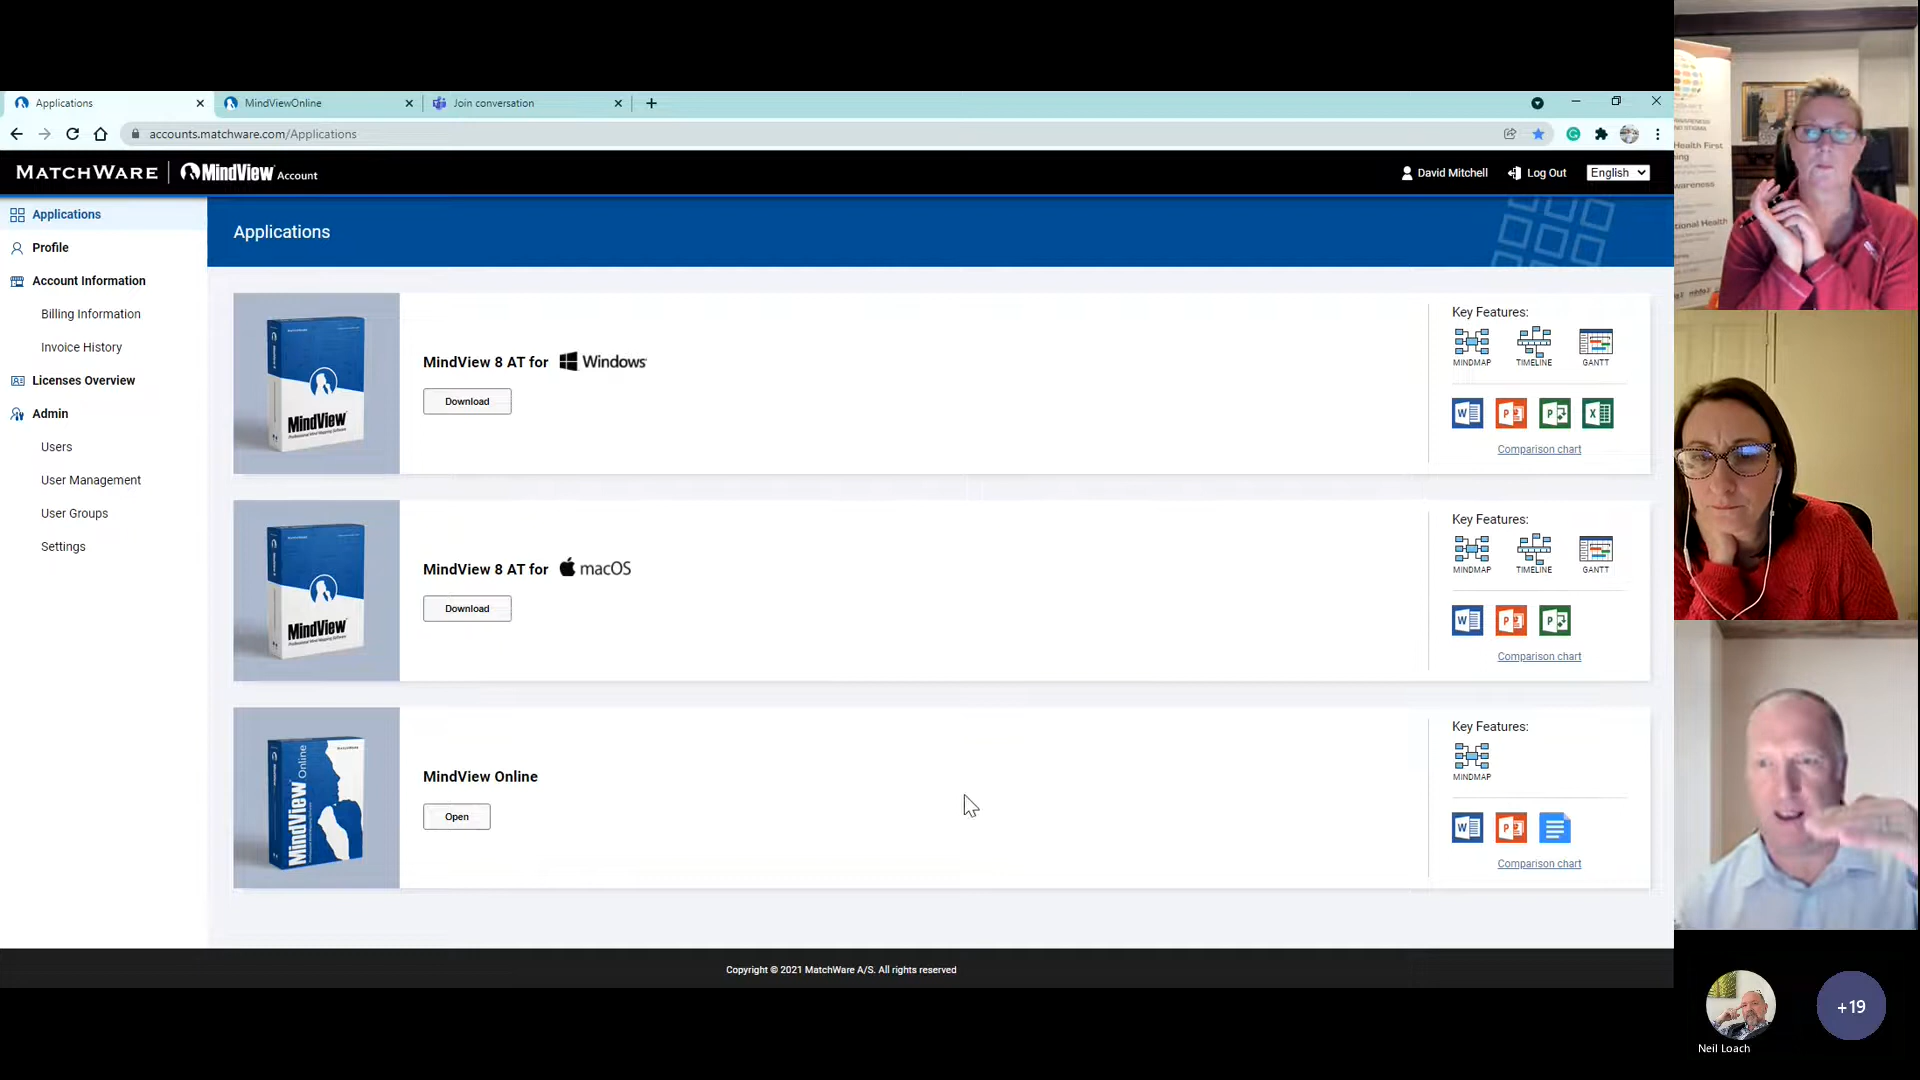 Applications
MindViewOnline
Join conversation
accounts.matchware.com/Applications
MATCHWARE
MindView Account
David Mitchell
Log Out
English
Applications
Profile
Account Information
Billing Information
Invoice History
Licenses Overview
Admin
Users
User Management
User Groups
Settings
Applications
MindView
MindView 8 AT for Windows
Download
Key Features:
MINDMAP TIMELINE GANTT
Comparison chart
MindView
MindView 8 AT for macOS
Download
Key Features:
MINDMAP TIMELINE GANTT
Comparison chart
MindView Online
MindView Online
Open
Key Features:
MINDMAP
Comparison chart
Copyright © 2021 MatchWare A/S. All rights reserved
Health First
+19
Neil Loach